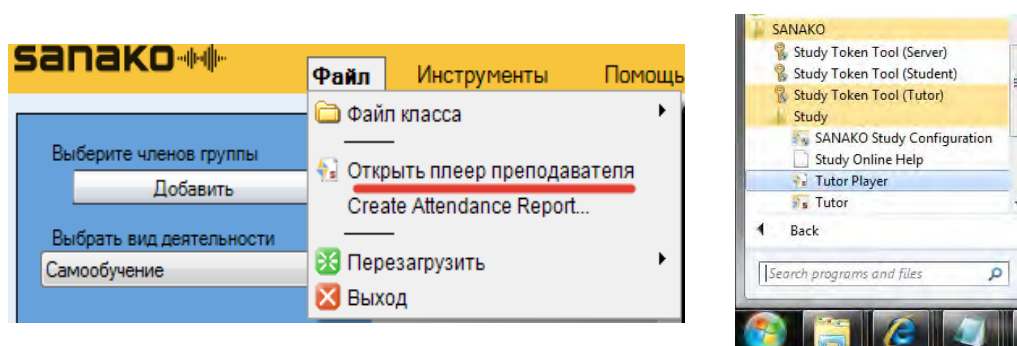 sanako
Файл Инструменты Помощь
Файл класса
Открыть плеер преподавателя
Create Attendance Report...
Перезагрузить
Выход
Выберите членов группы
Добавить
Выбрать вид деятельности
Самообучение
SANAKO
Study Token Tool (Server)
Study Token Tool (Student)
Study Token Tool (Tutor)
Study
SANAKO Study Configuration
Study Online Help
Tutor Player
Tutor
Back
Search programs and files